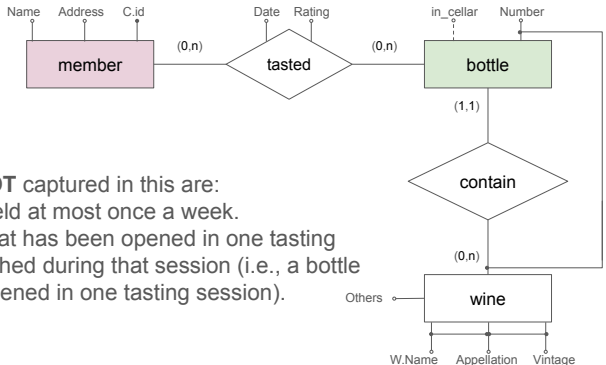 Name Address C.id Date Rating in_cellar Number
(0,n) (0,n)
member tasted bottle
(1,1)
OT captured in this are:
contain
eld at most once a week.
at has been opened in one tasting
hed during that session (i.e., a bottle
(0,n)
ened in one tasting session).
Others wine
W.Name Appellation Vintage